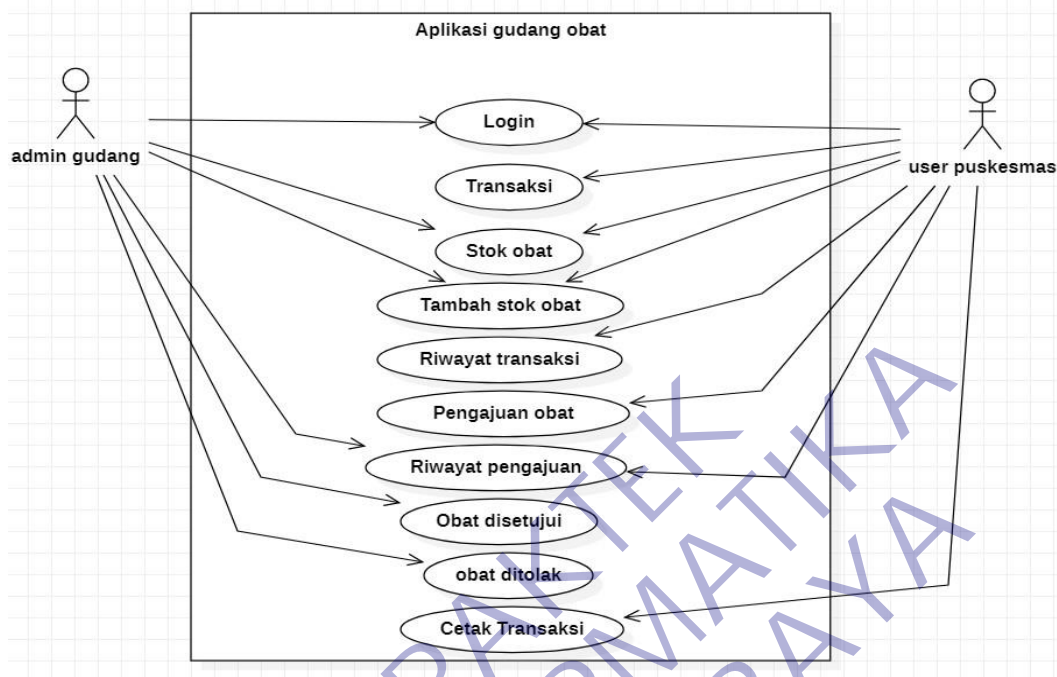 Aplikasi gudang obat
admin gudang
user puskesmas
Login
Transaksi
Stok obat
Tambah stok obat
Riwayat transaksi
Pengajuan obat
Riwayat pengajuan
Obat disetujui
obat ditolak
Cetak Transaksi